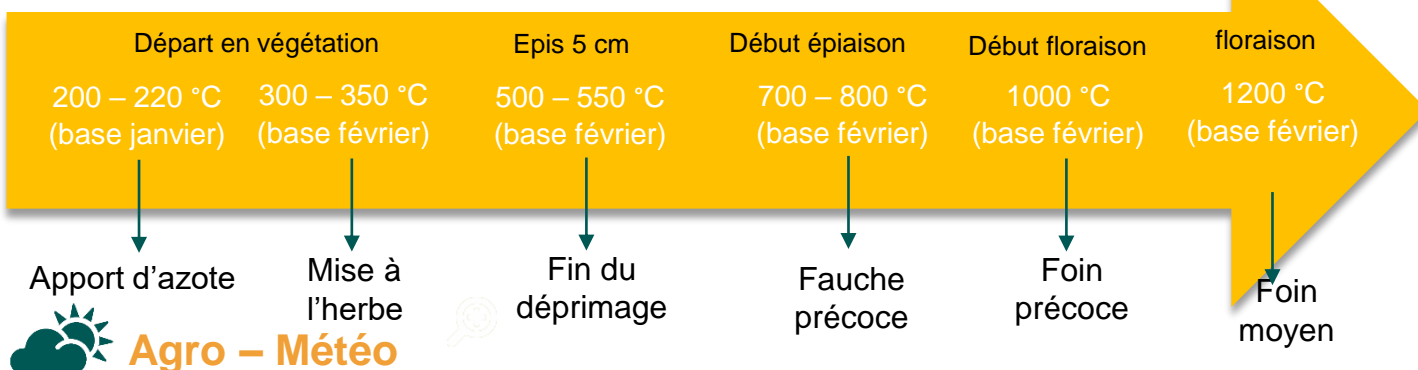 Départ en végétation
Epis 5 cm
Début épiaison
Début floraison
floraison
200 – 220 °C
(base janvier)
300 – 350 °C
(base février)
500 – 550 °C
(base février)
700 – 800 °C
(base février)
1000 °C
(base février)
1200 °C
(base février)
Apport d’azote
Mise à
l’herbe
Fin du
déprimage
Fauche
précoce
Foin
précoce
Foin
moyen
Agro – Météo